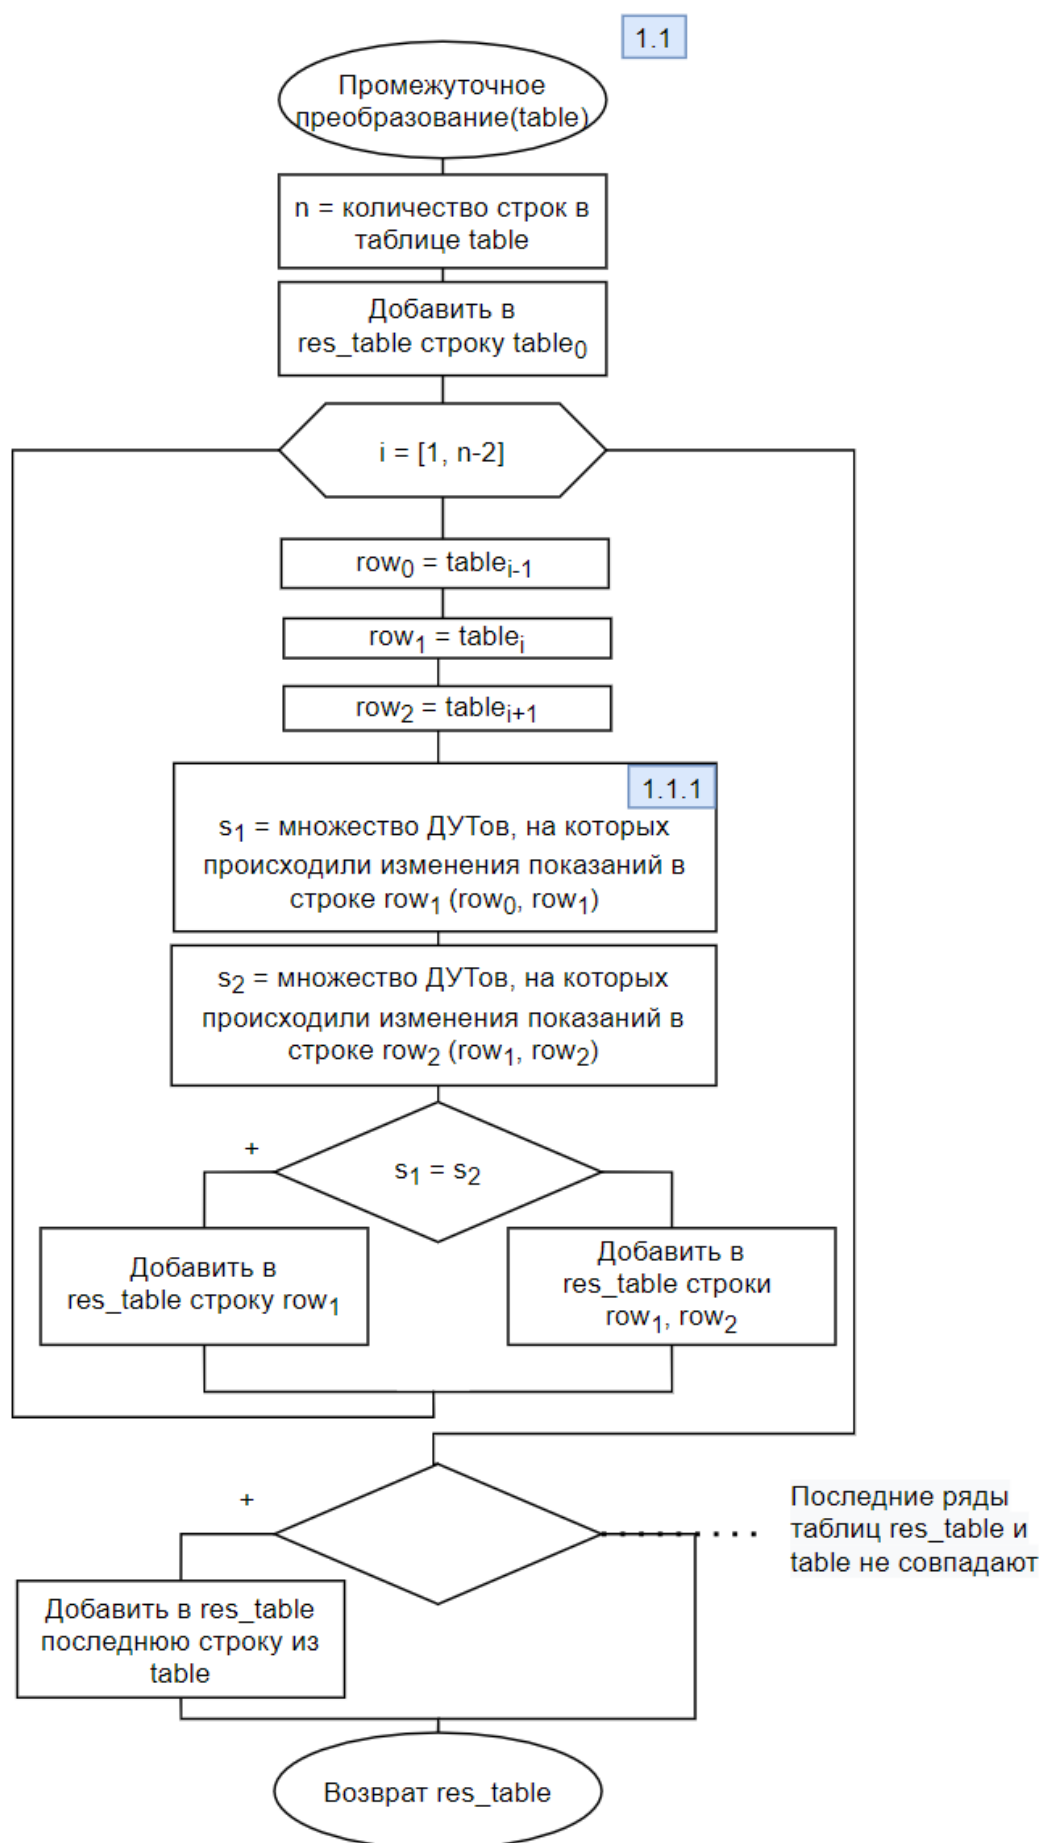 1.1
Промежуточное
преобразование(table)
n = количество строк в
таблице table
Добавить в
res_table строку table₀
i = [1, n-2]
row₀ = tableᵢ₋₁
row₁ = tableᵢ
row₂ = tableᵢ₊₁
1.1.1
s₁ = множество ДУТов, на которых
происходили изменения показаний в
строке row₁ (row₀, row₁)
s₂ = множество ДУТов, на которых
происходили изменения показаний в
строке row₂ (row₁, row₂)
+
s₁ = s₂
Добавить в
res_table строку row₁
Добавить в
res_table строки
row₁, row₂
+
Последние ряды
таблиц res_table и
table не совпадают
Добавить в res_table
последнюю строку из
table
Возврат res_table